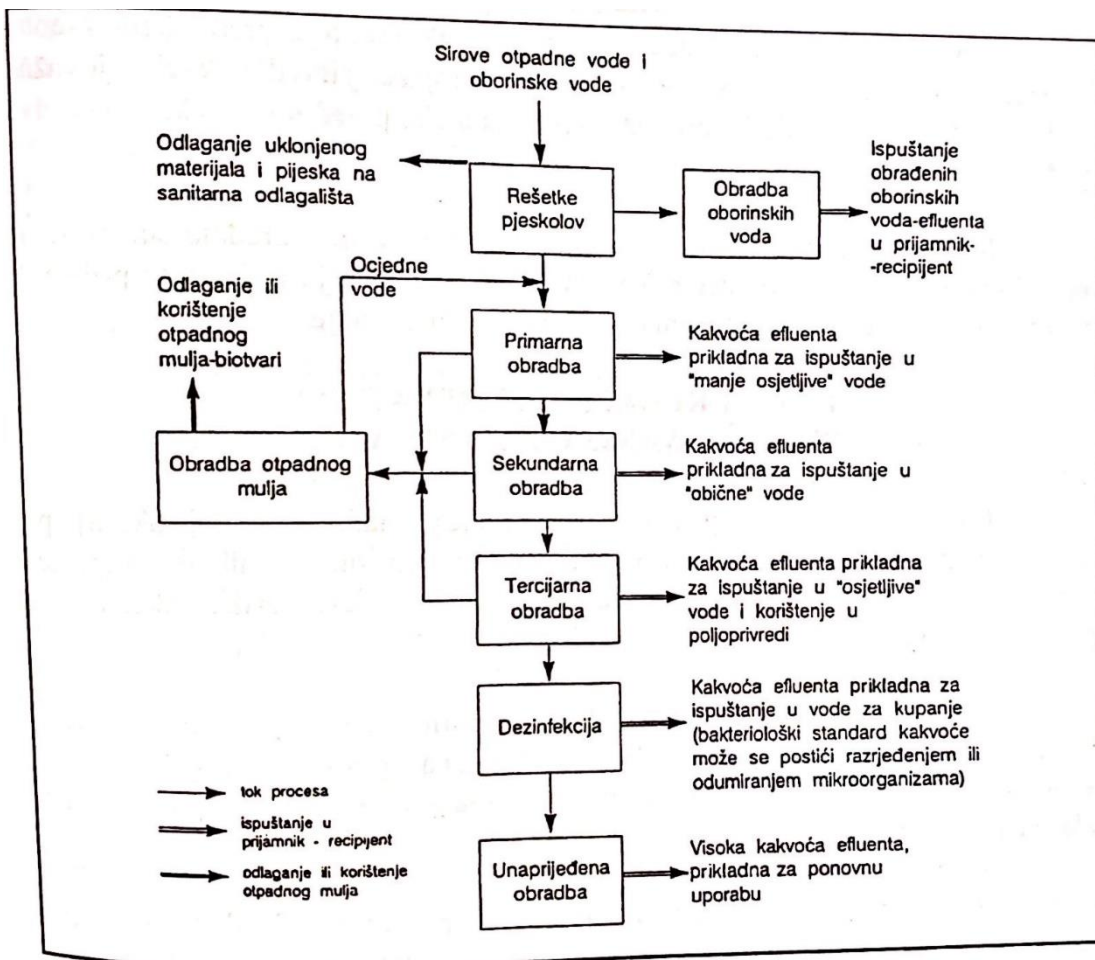 Sirove otpadne vode i
oborinske vode
Odlaganje uklonjenog
materijala i pijeska na
sanitarna odlagališta
Rešetke
pjeskolov
Obradba
oborinskih
voda
Ispuštanje
obrađenih
oborinskih
voda-efluenta
u prijamnik-
-recipijent
Ocjedne
vode
Odlaganje ili
korištenje
otpadnog
mulja-biotvari
Primarna
obradba
Kakvoća efluenta
prikladna za ispuštanje u
"manje osjetljive" vode
Obradba otpadnog
mulja
Sekundarna
obradba
Kakvoća efluenta
prikladna za ispuštanje u
"obične" vode
Tercijarna
obradba
Kakvoća efluenta prikladna
za ispuštanje u "osjetljive"
vode i korištenje u
poljoprivredi
Dezinfekcija
Kakvoća efluenta prikladna za
ispuštanje u vode za kupanje
(bakteriološki standard kakvoće
može se postići razrjeđenjem ili
odumiranjem mikroorganizama)
tok procesa
ispuštanje u
prijamnik - recipijent
odlaganje ili korištenje
otpadnog mulja
Unaprijeđena
obradba
Visoka kakvoća efluenta,
prikladna za ponovnu
uporabu